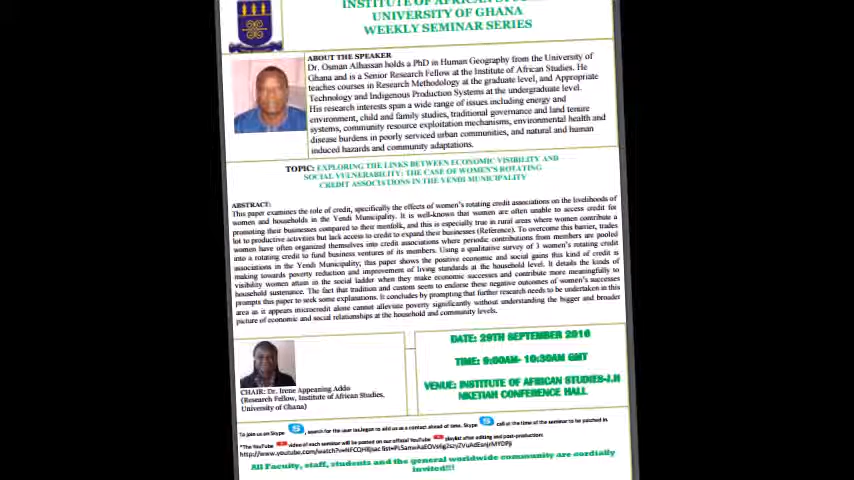 INSTITUTE OF AFRICAN STUDIES
UNIVERSITY OF GHANA
WEEKLY SEMINAR SERIES
ABOUT THE SPEAKER
Dr. Osman Alhassan holds a PhD in Human Geography from the University of
Ghana and is a Senior Research Fellow at the Institute of African Studies. He
teaches courses in Research Methodology at the graduate level, and Appropriate
Technology and Indigenous Production Systems at the undergraduate level.
His research interests span a wide range of issues including energy and
environment, child and family studies, traditional governance and land tenure
systems, community resource exploitation mechanisms, environmental health and
disease burdens in poorly serviced urban communities, and natural and human
induced hazards and community adaptations.
TOPIC: EXPLORING THE LINKS BETWEEN ECONOMIC VISIBILITY AND
SOCIAL VULNERABILITY: THE CASE OF WOMEN'S ROTATING
CREDIT ASSOCIATIONS IN THE YENDI MUNICIPALITY
ABSTRACT:
This paper examines the role of credit, specifically the effects of women's rotating credit associations on the livelihoods of
women and households in the Yendi Municipality. It is well-known that women are often unable to access credit for
promoting their businesses compared to their menfolk, and this is especially true in rural areas where women contribute a
lot to productive activities but lack access to credit to expand their businesses (Reference). To overcome this barrier, trades
women have often organized themselves into credit associations where periodic contributions from members are pooled
into a rotating credit to fund business ventures of its members. Using a qualitative survey of 3 women's rotating credit
associations in the Yendi Municipality, this paper shows the positive economic and social gains this kind of credit is
making towards poverty reduction and improvement of living standards at the household level. It details the kinds of
visibility women attain in the social ladder when they make economic successes and contribute more meaningfully to
household sustenance. The fact that tradition and custom seem to endorse these negative outcomes of women's successes
prompts this paper to seek some explanations. It concludes by prompting that further research needs to be undertaken in this
area as it appears microcredit alone cannot alleviate poverty significantly without understanding the bigger and broader
picture of economic and social relationships at the household and community levels.
CHAIR: Dr. Irene Appeaning Addo
(Research Fellow, Institute of African Studies,
University of Ghana)
DATE: 29TH SEPTEMBER 2016
TIME: 9:00AM- 10:30AM GMT
VENUE: INSTITUTE OF AFRICAN STUDIES-J.H
NKETIAH CONFERENCE HALL
To join us on Skype, search for the user ias.legon to add us as a contact ahead of time. Skype call at the time of the seminar to be patched in.
*The YouTube video of each seminar will be posted on our official YouTube playlist after editing and post-production:
All Faculty, staff, students and the general worldwide community are cordially
invited!!!